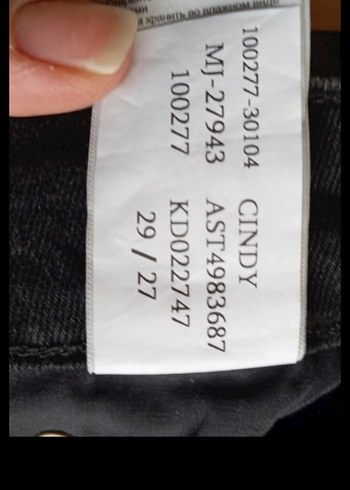 я хранить во влажном виде
100277-30104 CINDY
MJ-27943 AST4983687
100277 KD022747
29 / 27